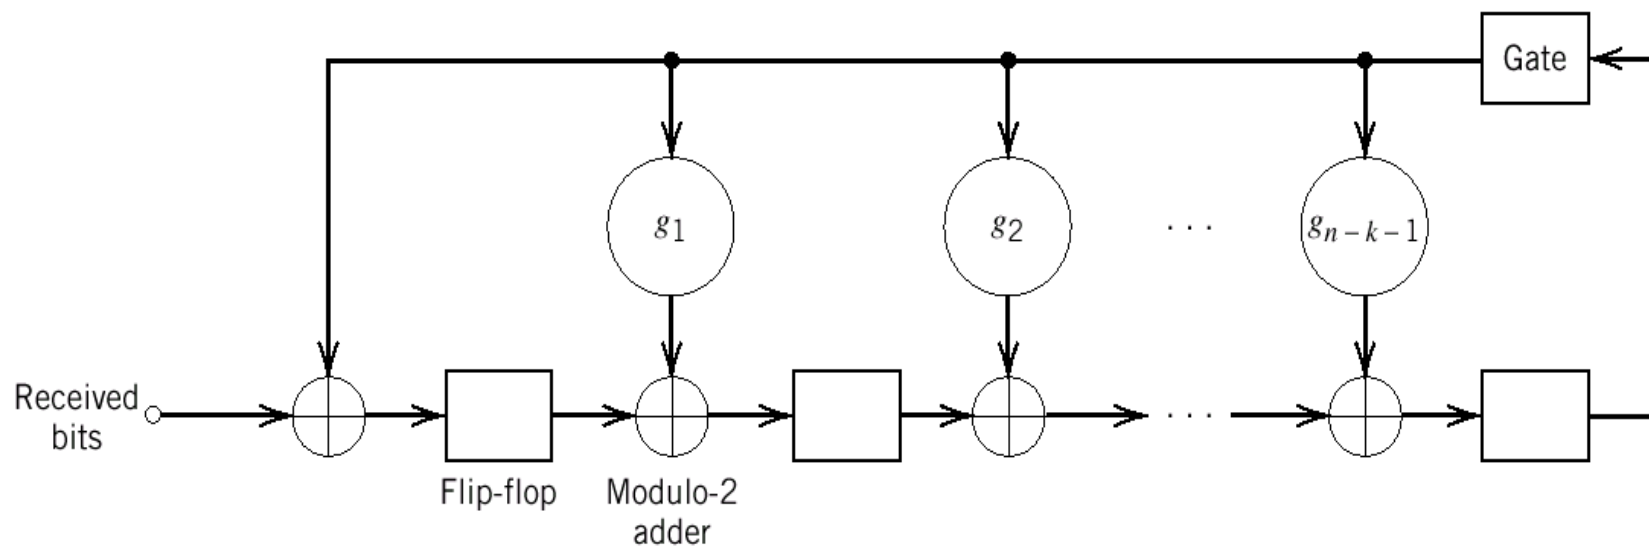 Gate
g1
g2
. . .
gn – k – 1
Received
bits
. . .
Flip-flop
Modulo-2
adder